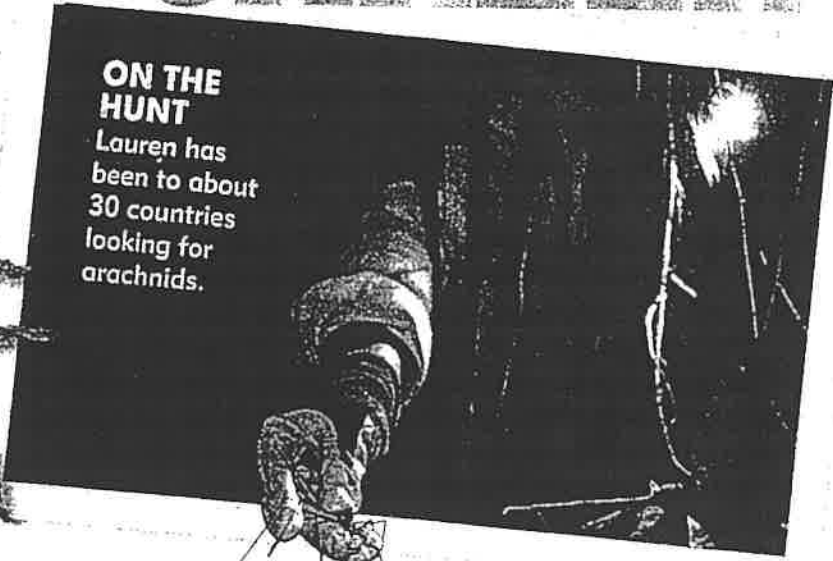 ON THE
HUNT
Lauren has
been to about
30 countries
looking for
arachnids.